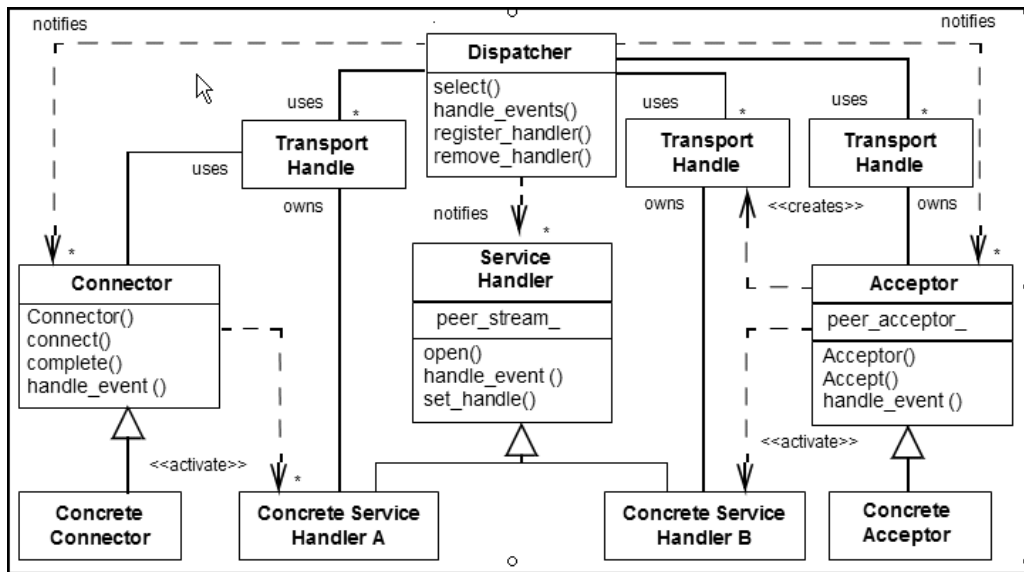 notifies
notifies
Dispatcher
select()
handle_events()
register_handler()
remove_handler()
uses
*
uses
*
uses
*
Transport
Handle
Transport
Handle
Transport
Handle
uses
owns
notifies
*
owns
<<creates>>
owns
*
*
Connector
Connector()
connect()
complete()
handle_event ()
Service
Handler
peer_stream_
open()
handle_event ()
set_handle()
Acceptor
peer_acceptor_
Acceptor()
Accept()
handle_event ()
<<activate>>
*
<<activate>>
Concrete
Connector
Concrete Service
Handler A
Concrete Service
Handler B
Concrete
Acceptor